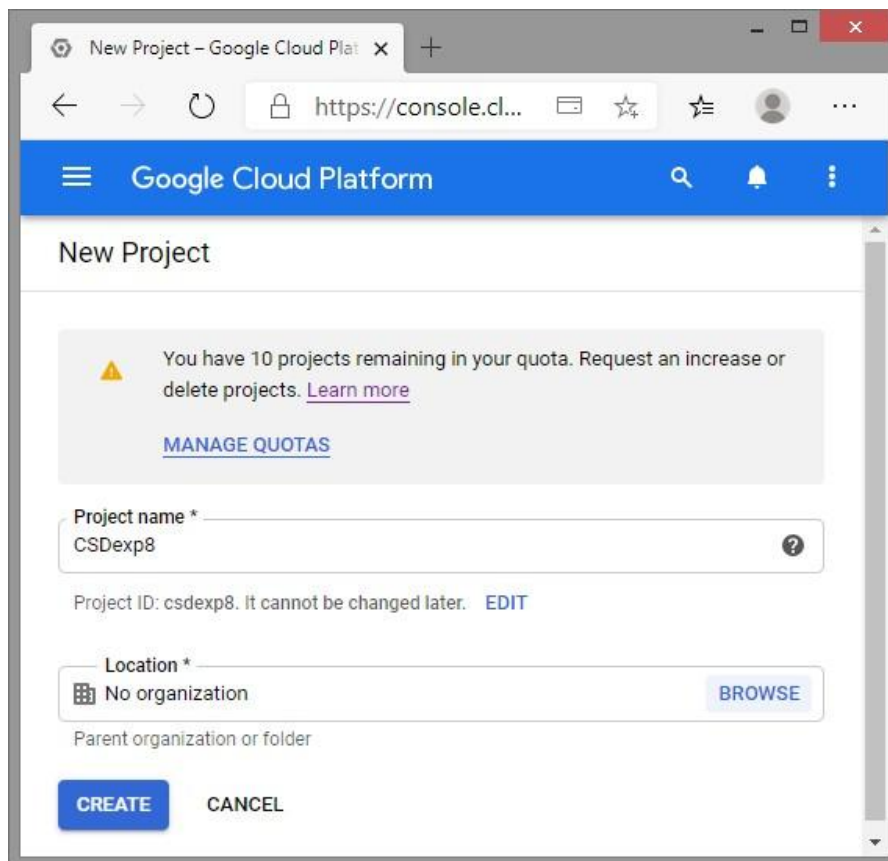 New Project – Google Cloud Plat
https://console.cl...
Google Cloud Platform
New Project
You have 10 projects remaining in your quota. Request an increase or
delete projects. Learn more
MANAGE QUOTAS
Project name *
CSDexp8
Project ID: csdexp8. It cannot be changed later. EDIT
Location *
No organization
BROWSE
Parent organization or folder
CREATE CANCEL